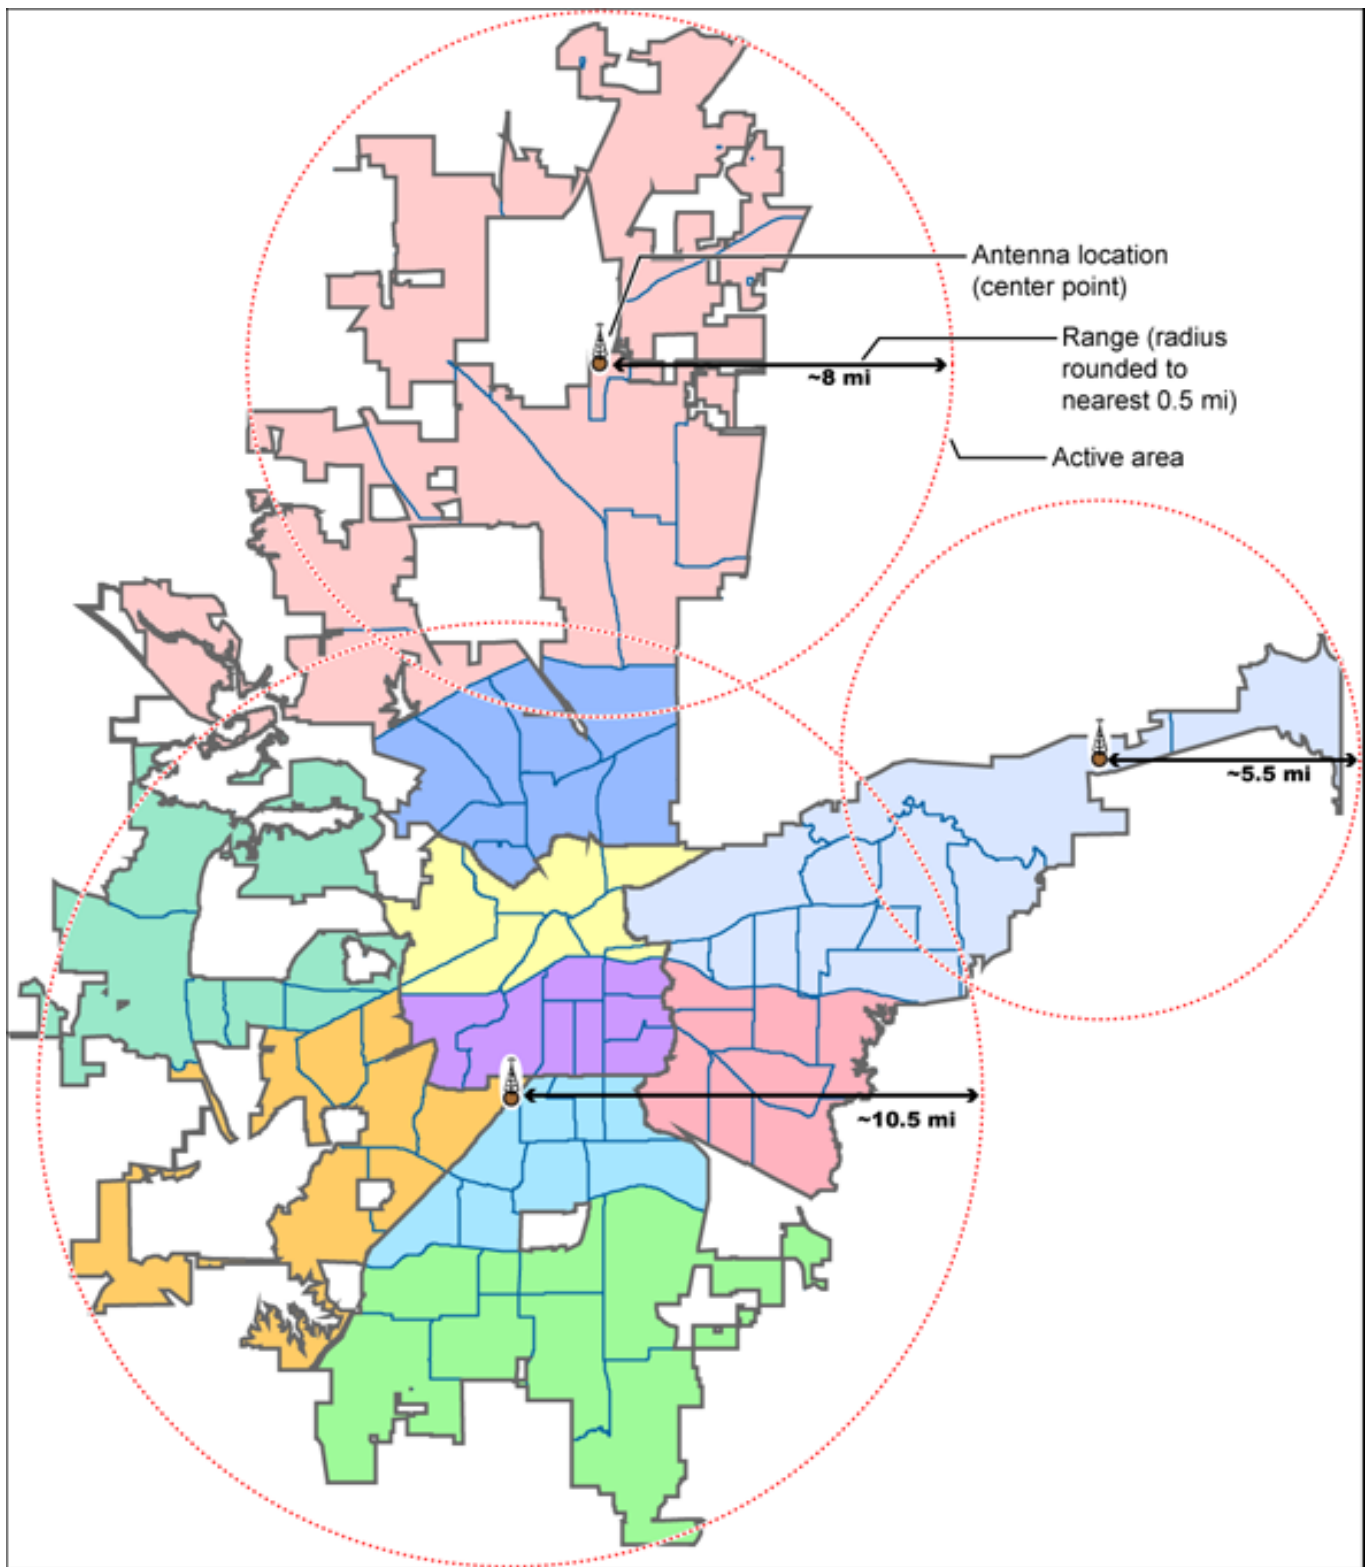 Antenna location
(center point)
Range (radius
rounded to
nearest 0.5 mi)
~8 mi
Active area
~5.5 mi
~10.5 mi